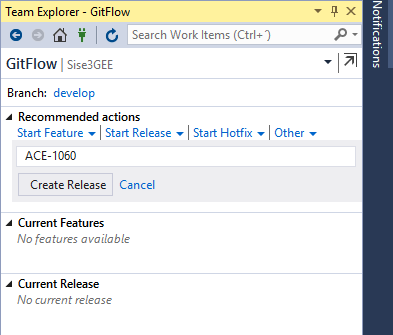 Team Explorer - GitFlow
Search Work Items (Ctrl+´)
GitFlow | Sise3GEE
Branch: develop
Recommended actions
Start Feature | Start Release | Start Hotfix | Other
ACE-1060
Create Release Cancel
Current Features
No features available
Current Release
No current release
Notifications